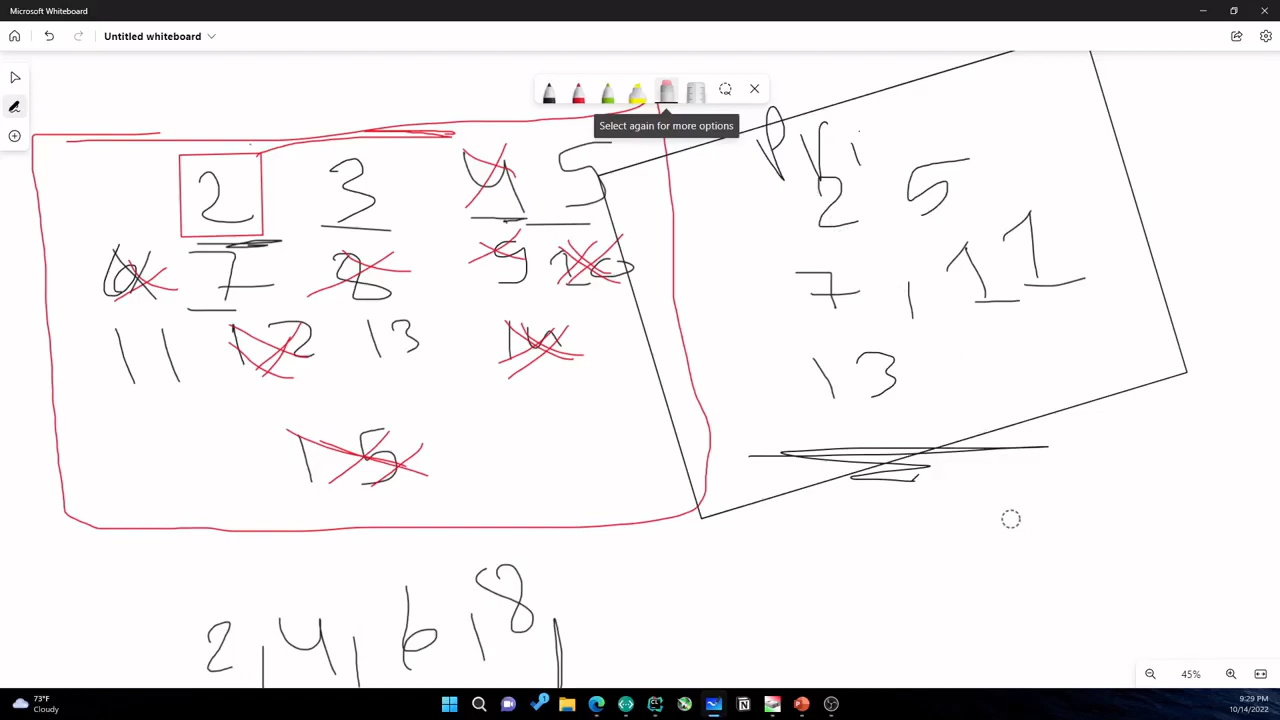 Microsoft Whiteboard
Untitled whiteboard
Select again for more options
2 3 4 5
6 7 8 9 10
11 12 13 14
15
2, 4, 6, 8,
2 5
7, 11
13
45%
73°F
Cloudy
9:29 PM
10/14/2022